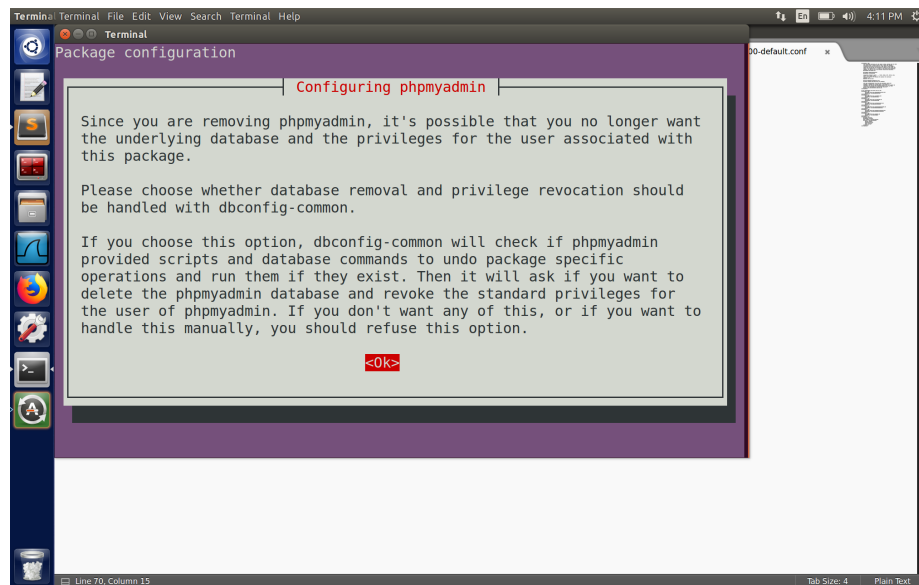 Terminal Terminal File Edit View Search Terminal Help
En
4:11 PM
Terminal
00-default.conf
Package configuration
Configuring phpmyadmin
Since you are removing phpmyadmin, it's possible that you no longer want
the underlying database and the privileges for the user associated with
this package.
Please choose whether database removal and privilege revocation should
be handled with dbconfig-common.
If you choose this option, dbconfig-common will check if phpmyadmin
provided scripts and database commands to undo package specific
operations and run them if they exist. Then it will ask if you want to
delete the phpmyadmin database and revoke the standard privileges for
the user of phpmyadmin. If you don't want any of this, or if you want to
handle this manually, you should refuse this option.
<Ok>
Line 70, Column 15
Tab Size: 4
Plain Text